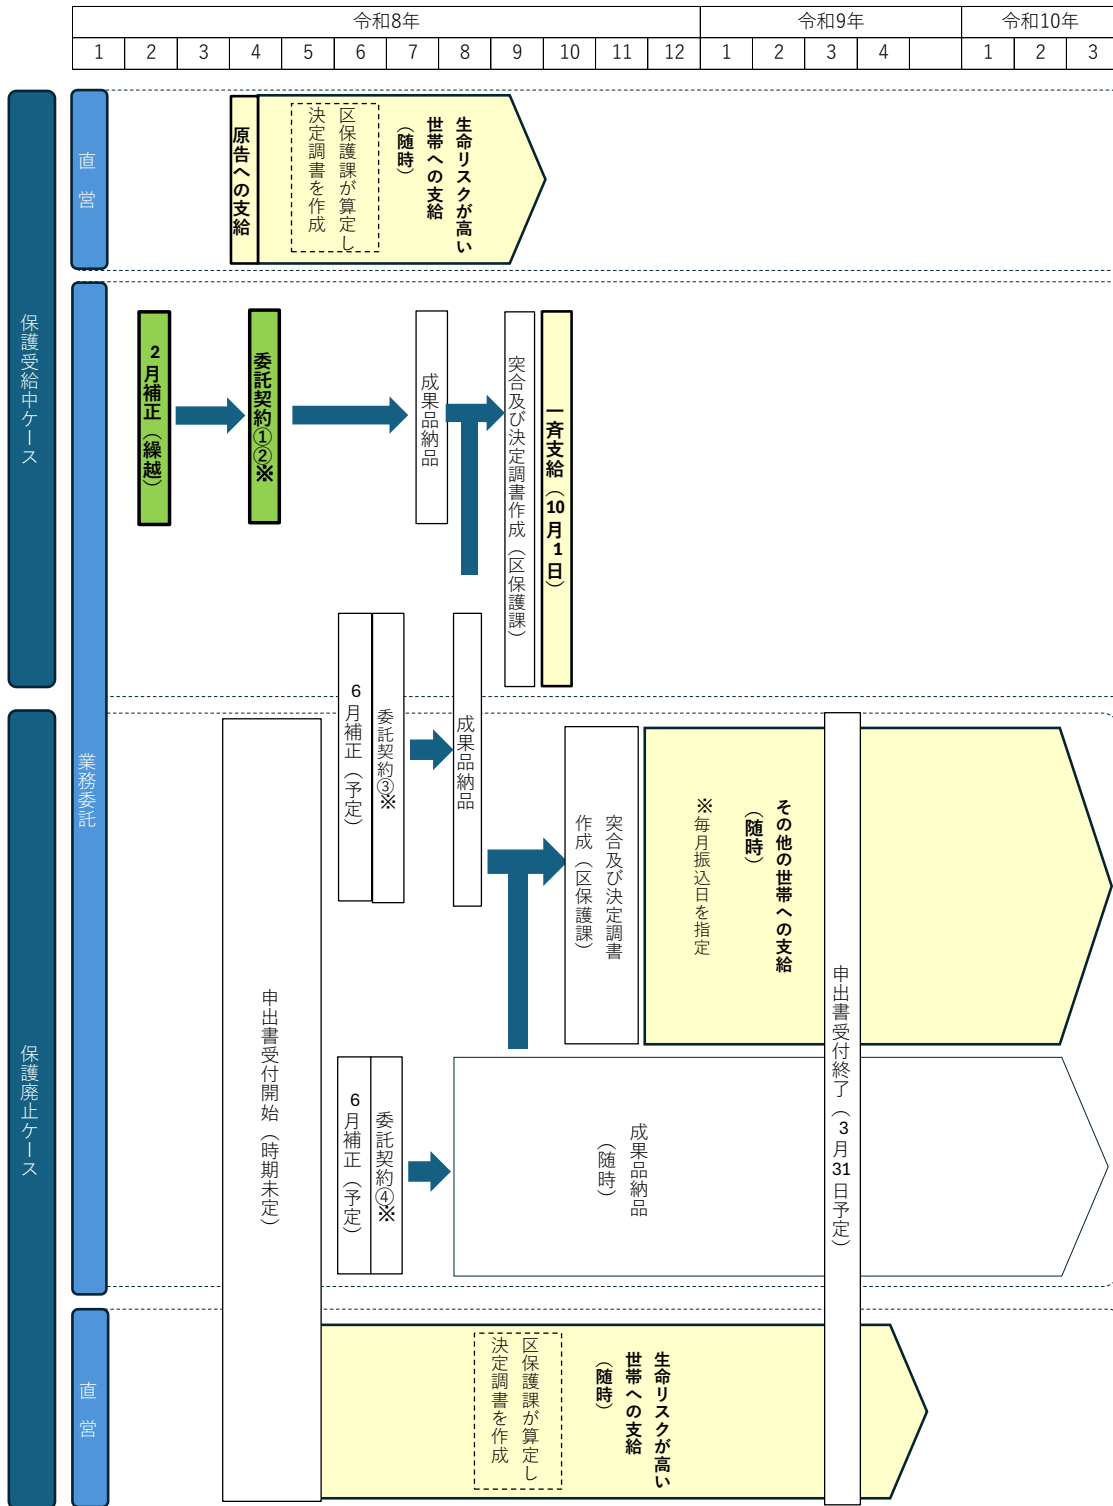 令和8年
令和9年
令和10年
1 2 3 4 5 6 7 8 9 10 11 12 1 2 3 4 1 2 3
保護受給中ケース
直営
原告への支給
生命リスクが高い
世帯への支給
(随時)
区保護課が算定し
決定調書を作成
業務委託
2月補正(繰越)
委託契約①②※
成果品納品
突合及び決定調書作成(区保護課)
一斉支給(10月1日)
6月補正(予定)
委託契約③※
成果品納品
保護廃止ケース
申出書受付開始(時期未定)
突合及び決定調書
作成(区保護課)
その他の世帯への支給
(随時)
※毎月振込日を指定
申出書受付終了(3月31日予定)
6月補正(予定)
委託契約④※
成果品納品
(随時)
直営
生命リスクが高い
世帯への支給
(随時)
区保護課が算定し
決定調書を作成